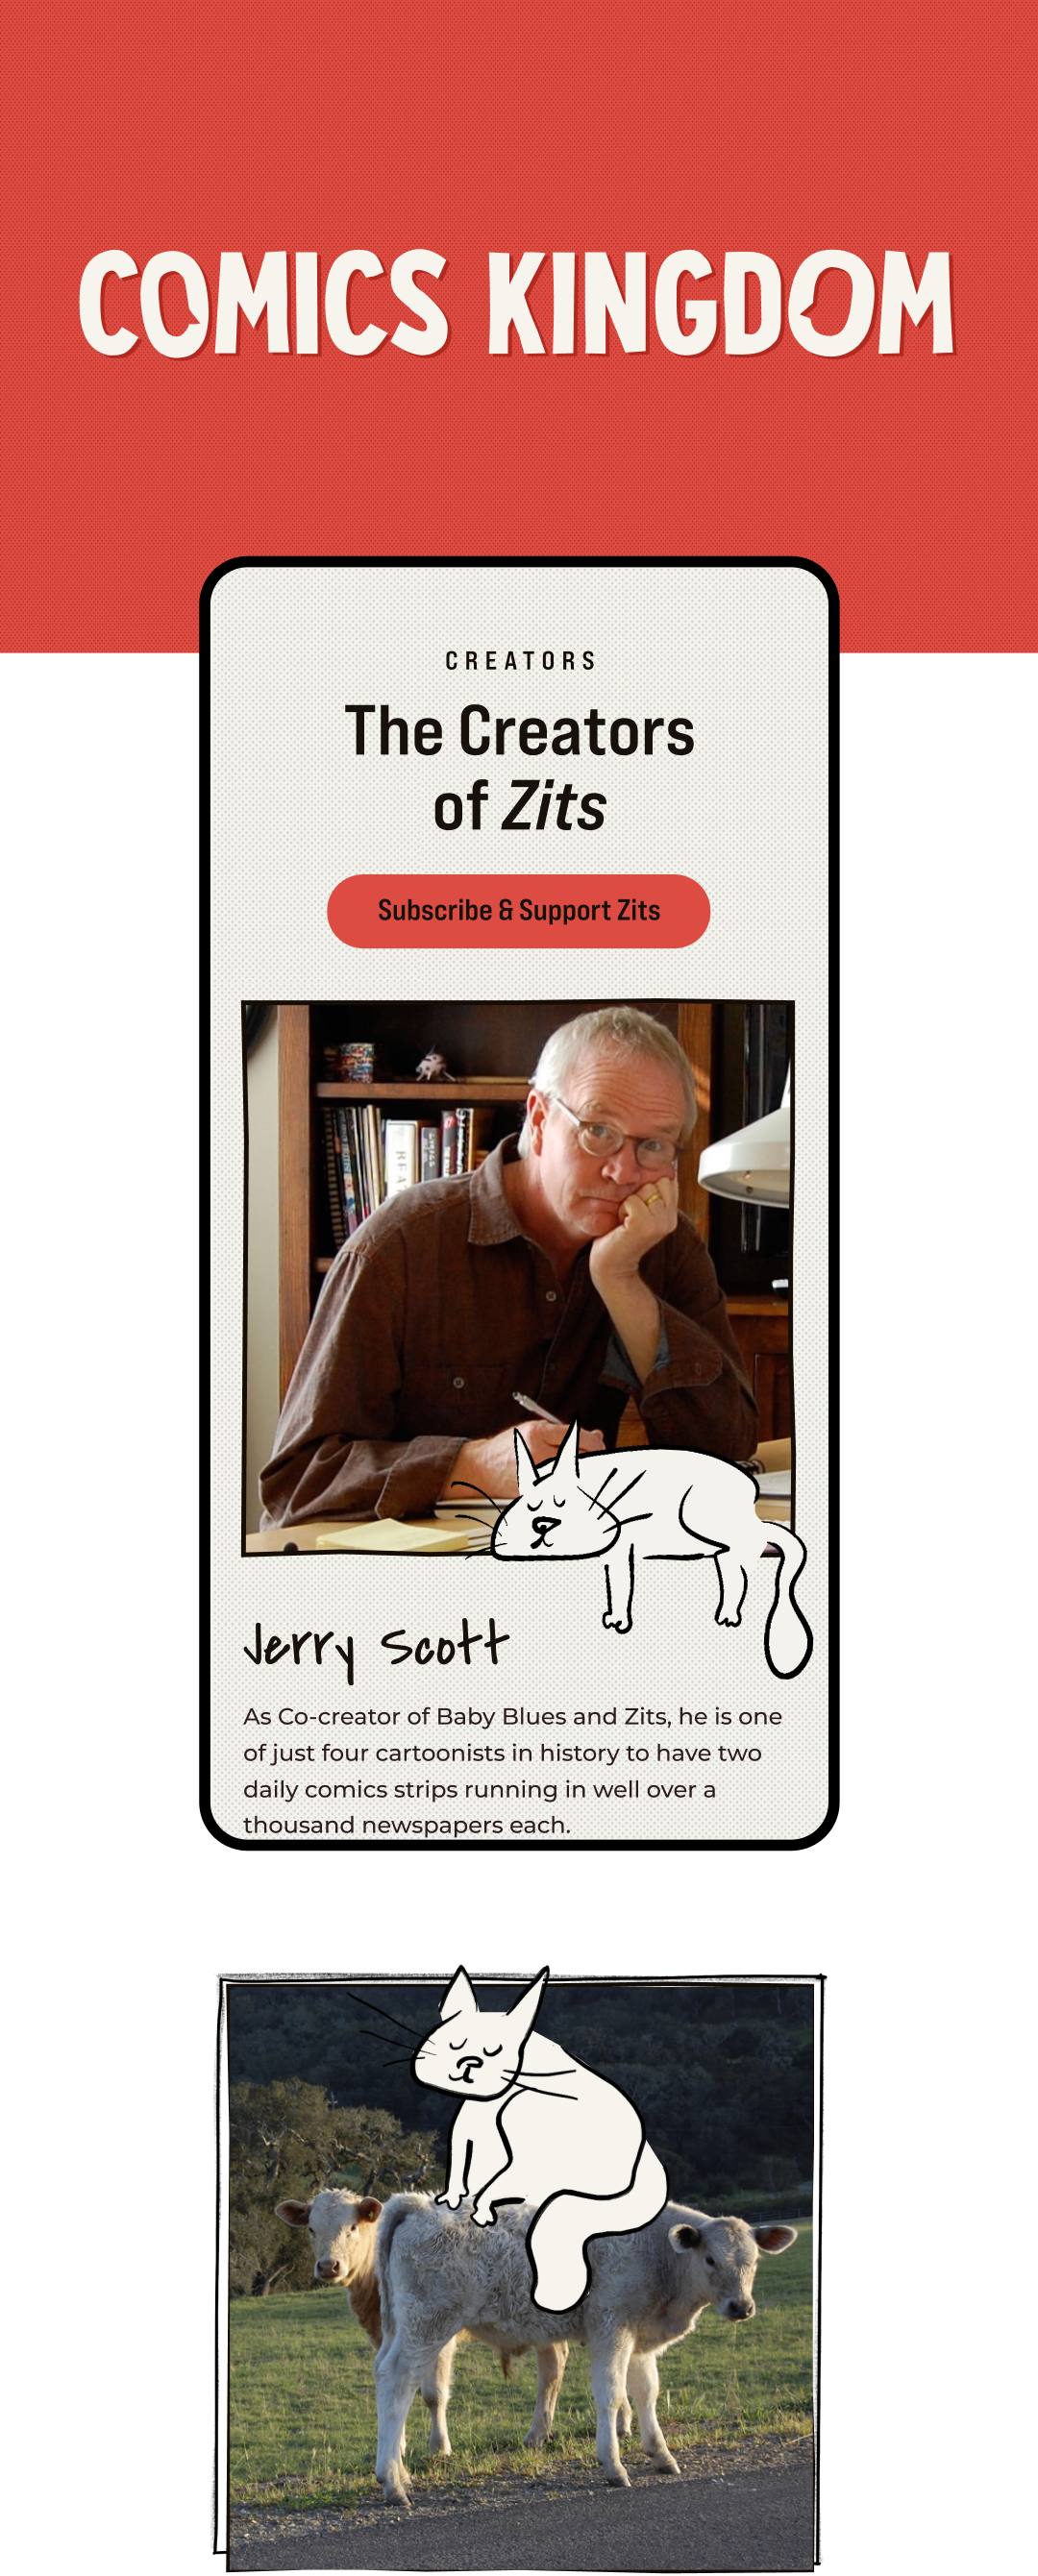 COMICS KINGDOM
CREATORS
The Creators
of Zits
Subscribe & Support Zits
Jerry Scott
As Co-creator of Baby Blues and Zits, he is one
of just four cartoonists in history to have two
daily comics strips running in well over a
thousand newspapers each.